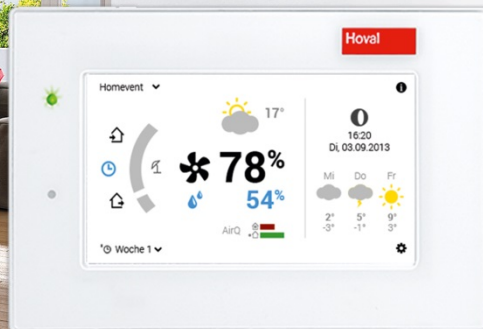 Hoval
Homevent
17°
16:20
Di, 03.09.2013
78%
54%
Mi Do Fr
2° 5° 9°
-3° -1° 3°
AirQ
Woche 1